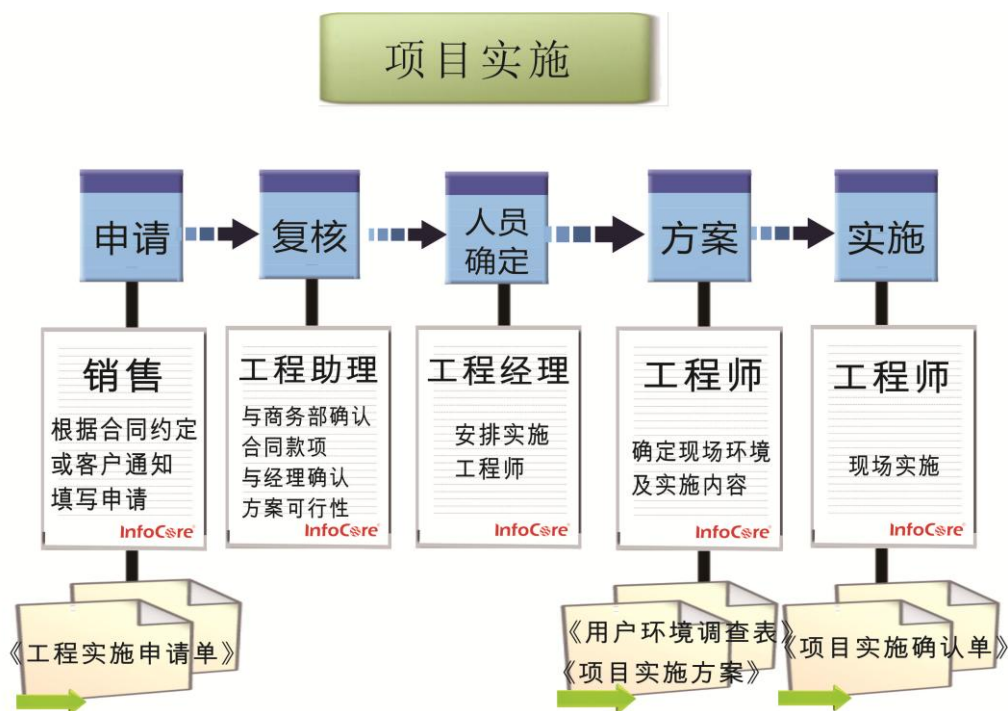 项目实施
申请
复核
人员
确定
方案
实施
销售
根据合同约定
或客户通知
填写申请
InfoCore
工程助理
与商务部确认
合同款项
与经理确认
方案可行性
InfoCore
工程经理
安排实施
工程师
InfoCore
工程师
确定现场环境
及实施内容
InfoCore
工程师
现场实施
InfoCore
《工程实施申请单》
《用户环境调查表》
《项目实施方案》
《项目实施确认单》